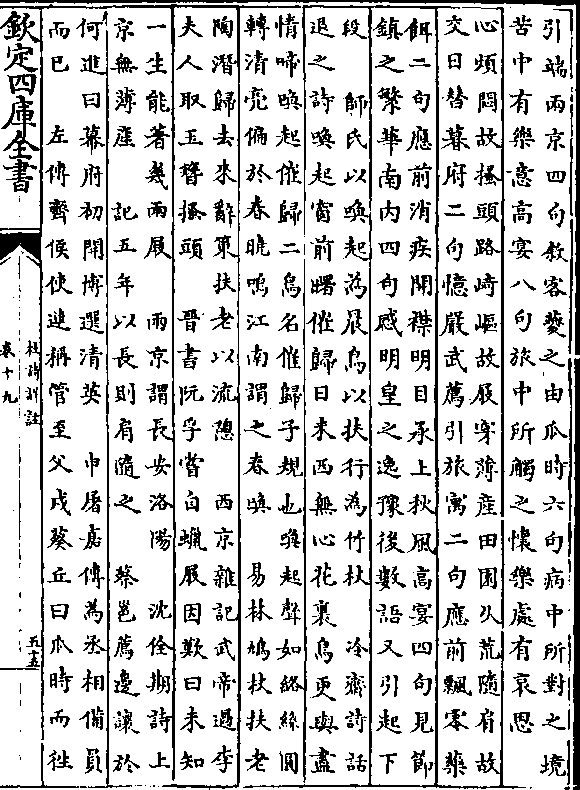 引端兩京四句敘客夔之由瓜時六句病中所對之境
苦中有樂意高宴八句旅中所觸之懷樂處有哀思
心煩悶故搔頭路崎嶇故屐穿薄産田園久荒隨肩故
交日替幕府二句憶嚴武薦引旅寓二句應前飄零藥
餌二句應前消疾開襟明目承上秋風高宴四句見節
鎮之繁華南内四句感明皇之逸豫後數語又引起下
段　師氏以喚起為晨鳥以扶行為竹杖　冷齋詩話
退之詩喚起窗前曙催歸日未西無心花裏鳥更與盡
情啼喚起催歸二鳥名催歸子規也喚起聲如絡絲圓
轉清亮偏於春曉鳴江南謂之春喚　易林鳩杖扶老
陶潛歸去來辭策扶老以流憩　西京雜記武帝過李
夫人取玉簪搔頭　晉書阮孚嘗自蠟屐因歎曰未知
一生能著幾兩屐　兩京謂長安洛陽　沈佺期詩上
京無薄産　記五年以長則肩隨之　蔡邕薦邊讓於
何進曰幕府初開博選清英　申屠嘉傳為丞相備員
而已　左傳齊侯使連稱管至父戍葵丘曰瓜時而往
欽定四庫全書
杜詩詳註
卷十九
五十五